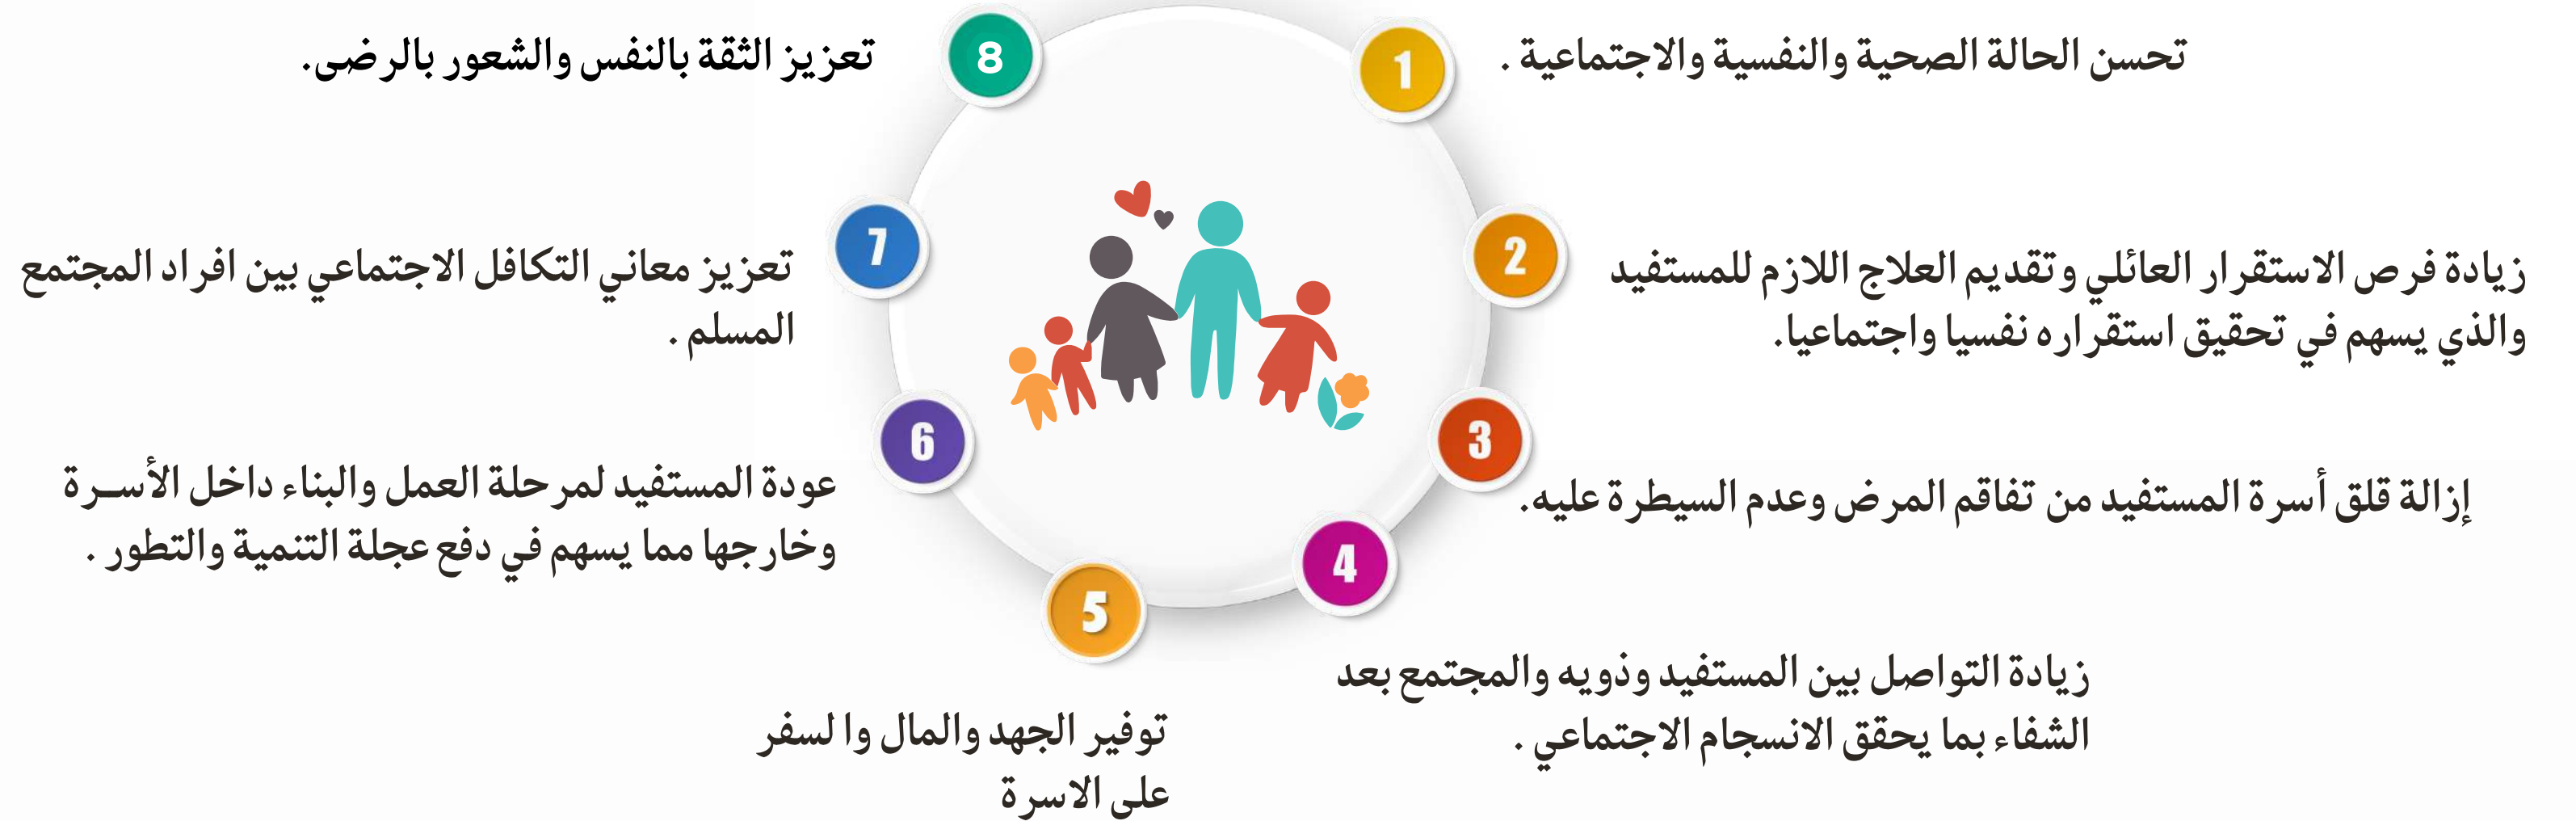 1
تحسن الحالة الصحية والنفسية والاجتماعية .
2
زيادة فرص الاستقرار العائلي وتقديم العلاج اللازم للمستفيد
والذي يسهم في تحقيق استقراره نفسيا واجتماعيا.
3
إزالة قلق أسرة المستفيد من تفاقم المرض وعدم السيطرة عليه.
4
زيادة التواصل بين المستفيد وذويه والمجتمع بعد
الشفاء بما يحقق الانسجام الاجتماعي .
5
توفير الجهد والمال وا لسفر
على الاسرة
6
عودة المستفيد لمرحلة العمل والبناء داخل الأسـرة
وخارجها مما يسهم في دفع عجلة التنمية والتطور .
7
تعزيز معاني التكافل الاجتماعي بين افراد المجتمع
المسلم .
8
تعزيز الثقة بالنفس والشعور بالرضى.